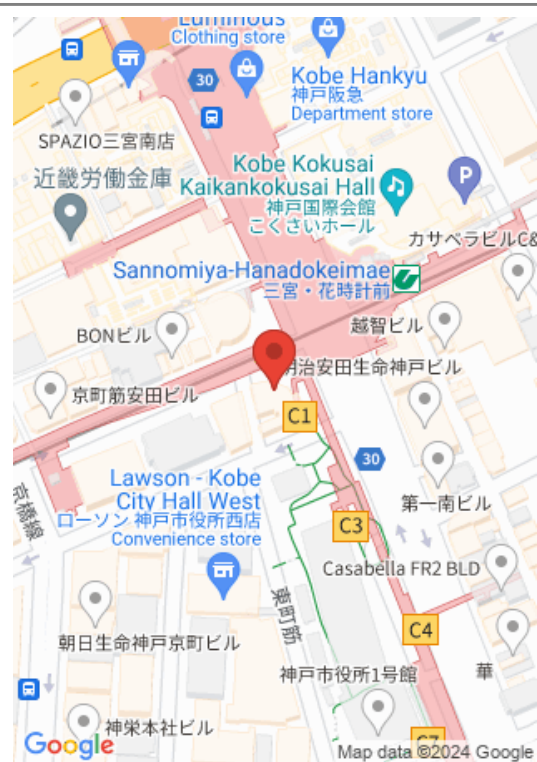 Luminous
Clothing store
30
Kobe Hankyu
神戸阪急
Department store
SPAZIO三宮南店
P
Kobe Kokusai
Kaikankokusai Hall
神戸国際会館
こくさいホール
近畿労働金庫
カサベラビルC&
Sannomiya-Hanadokeimae
三宮・花時計前
BONビル
越智ビル
明治安田生命神戸ビル
京町筋安田ビル
C1
30
Lawson - Kobe
City Hall West
ローソン 神戸市役所西店
Convenience store
京橋線
第一南ビル
C3
Casabella FR2 BLD
東町筋
C4
朝日生命神戸京町ビル
神戸市役所1号館
華
神栄本社ビル
C7
Google
Map data ©2024 Google